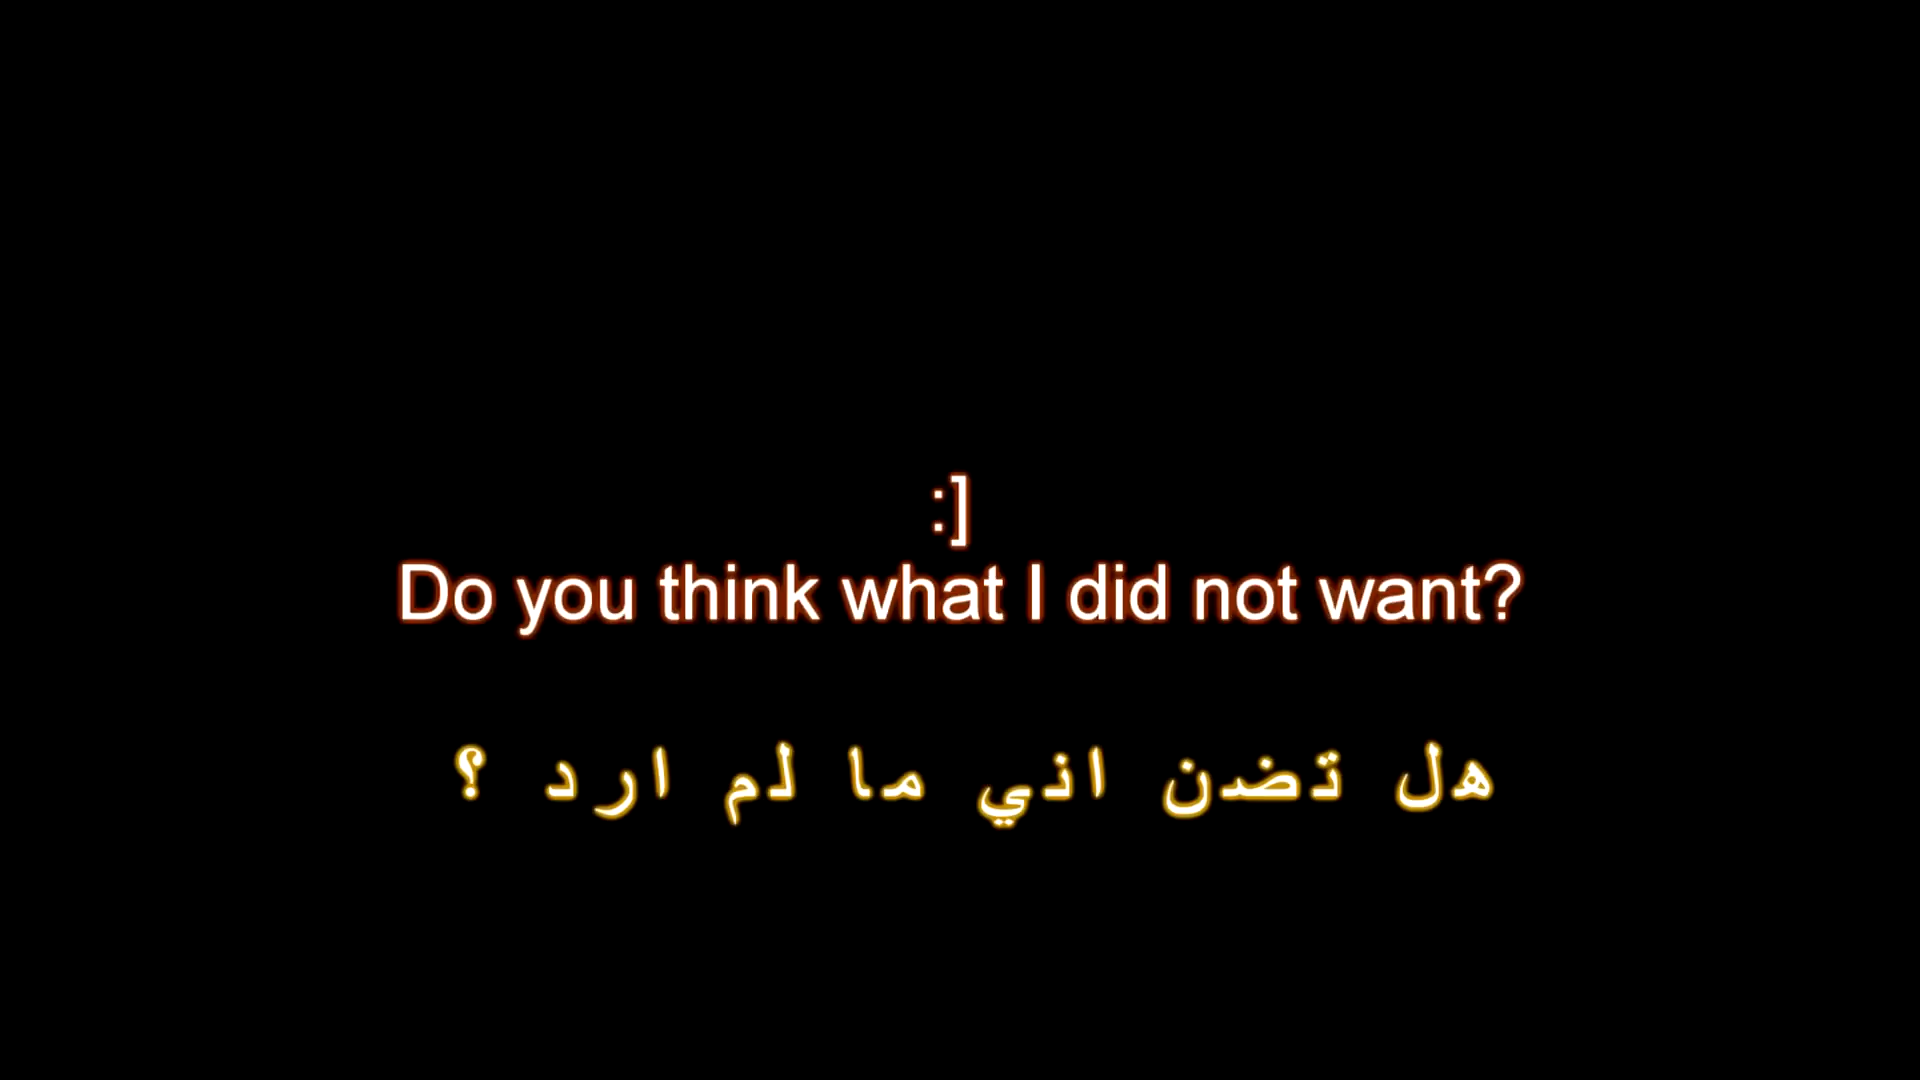 :]
Do you think what I did not want?
هل تضن اني ما لم ارد ؟